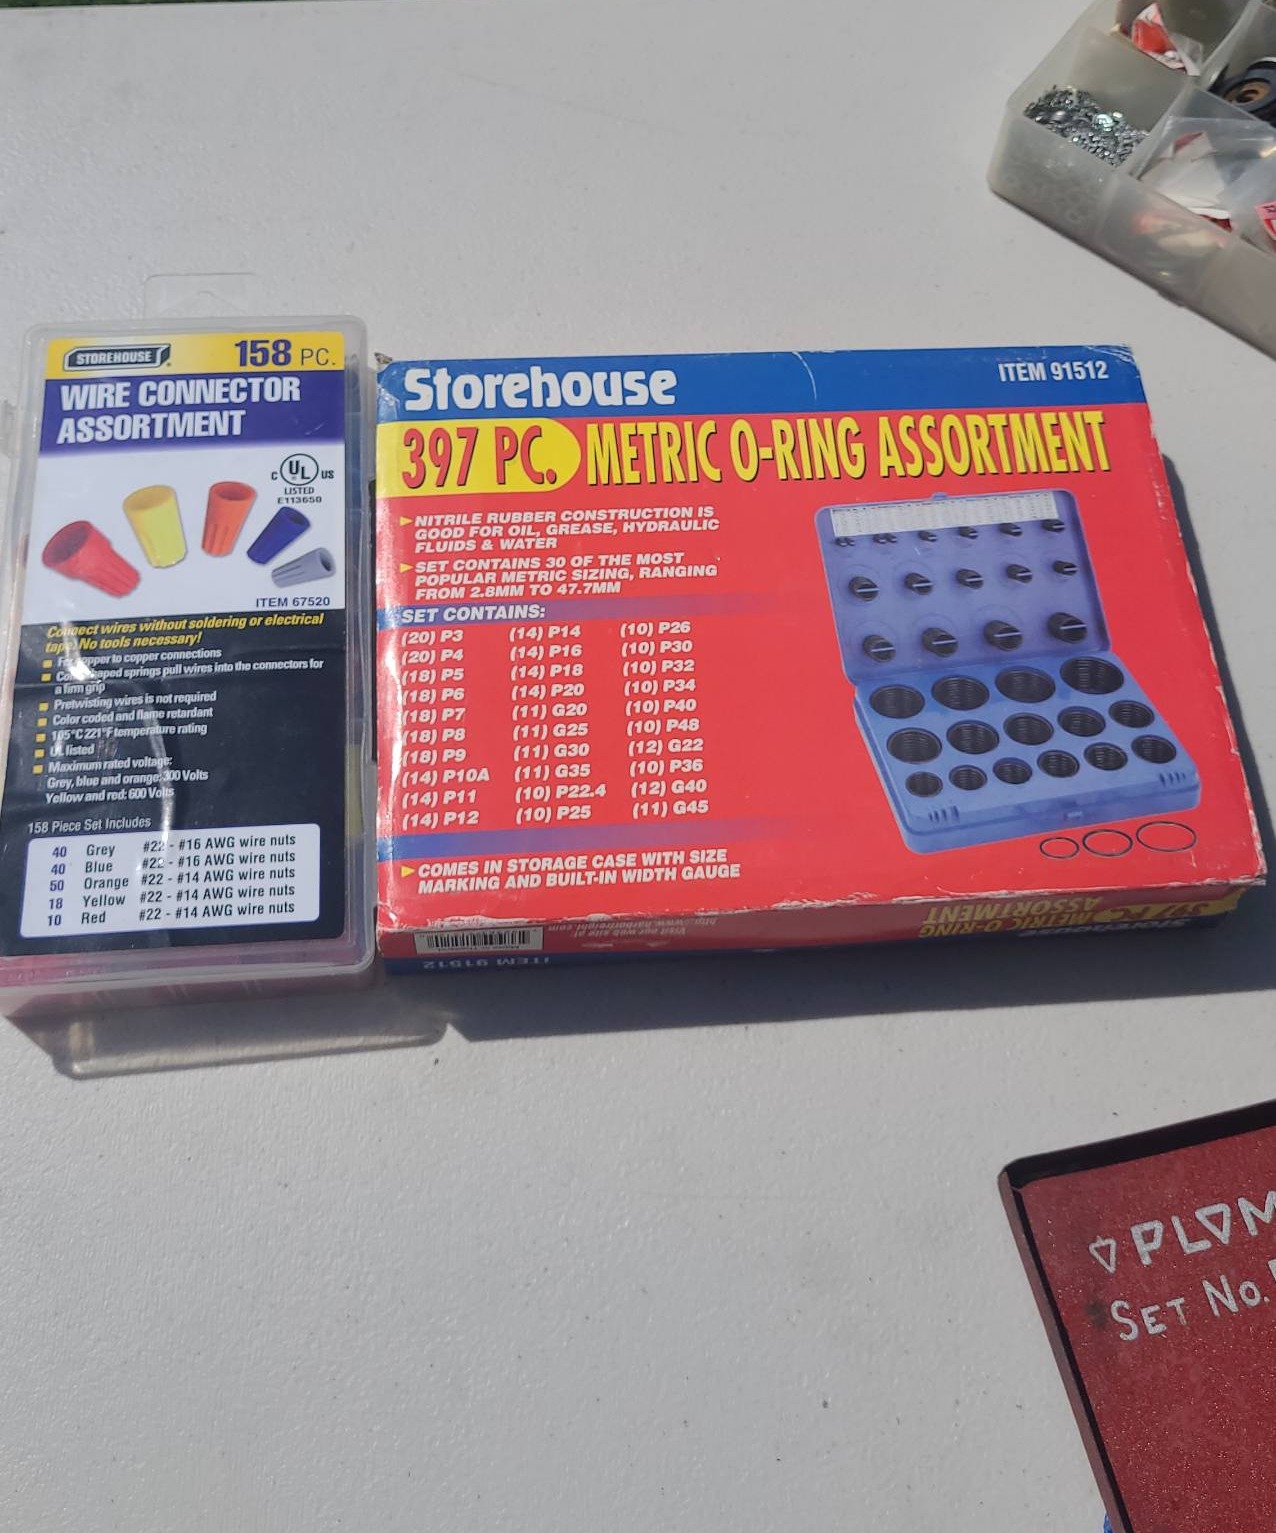 STOREHOUSE
158 PC.
WIRE CONNECTOR
ASSORTMENT
C UL US
LISTED
E113650
ITEM 67520
Connect wires without soldering or electrical
tape! No tools necessary!
For copper to copper connections
shaped springs pull wires into the connectors for
a firm grip
Pretwisting wires is not required
Color coded and flame retardant
105°C 221°F temperature rating
UL listed
Maximum rated voltage:
Grey, blue and orange: 300 Volts
Yellow and red: 600 Volts
158 Piece Set Includes
40 Grey #22 - #16 AWG wire nuts
40 Blue #22 - #16 AWG wire nuts
50 Orange #22 - #14 AWG wire nuts
18 Yellow #22 - #14 AWG wire nuts
10 Red #22 - #14 AWG wire nuts
Storehouse
ITEM 91512
397 PC. METRIC O-RING ASSORTMENT
NITRILE RUBBER CONSTRUCTION IS
GOOD FOR OIL, GREASE, HYDRAULIC
FLUIDS & WATER
SET CONTAINS 30 OF THE MOST
POPULAR METRIC SIZING, RANGING
FROM 2.8MM TO 47.7MM
SET CONTAINS:
(20) P3 (14) P14 (10) P26
(20) P4 (14) P16 (10) P30
(18) P5 (14) P18 (10) P32
(18) P6 (14) P20 (10) P34
(18) P7 (11) G20 (10) P40
(18) P8 (11) G25 (10) P48
(18) P9 (11) G30 (12) G22
(14) P10A (11) G35 (10) P36
(14) P11 (10) P22.4 (12) G40
(14) P12 (10) P25 (11) G45
COMES IN STORAGE CASE WITH SIZE
MARKING AND BUILT-IN WIDTH GAUGE
Storehouse
397 PC. METRIC O-RING
ASSORTMENT
Visit our web site at
ITEM 91512
PLOM
SET No.